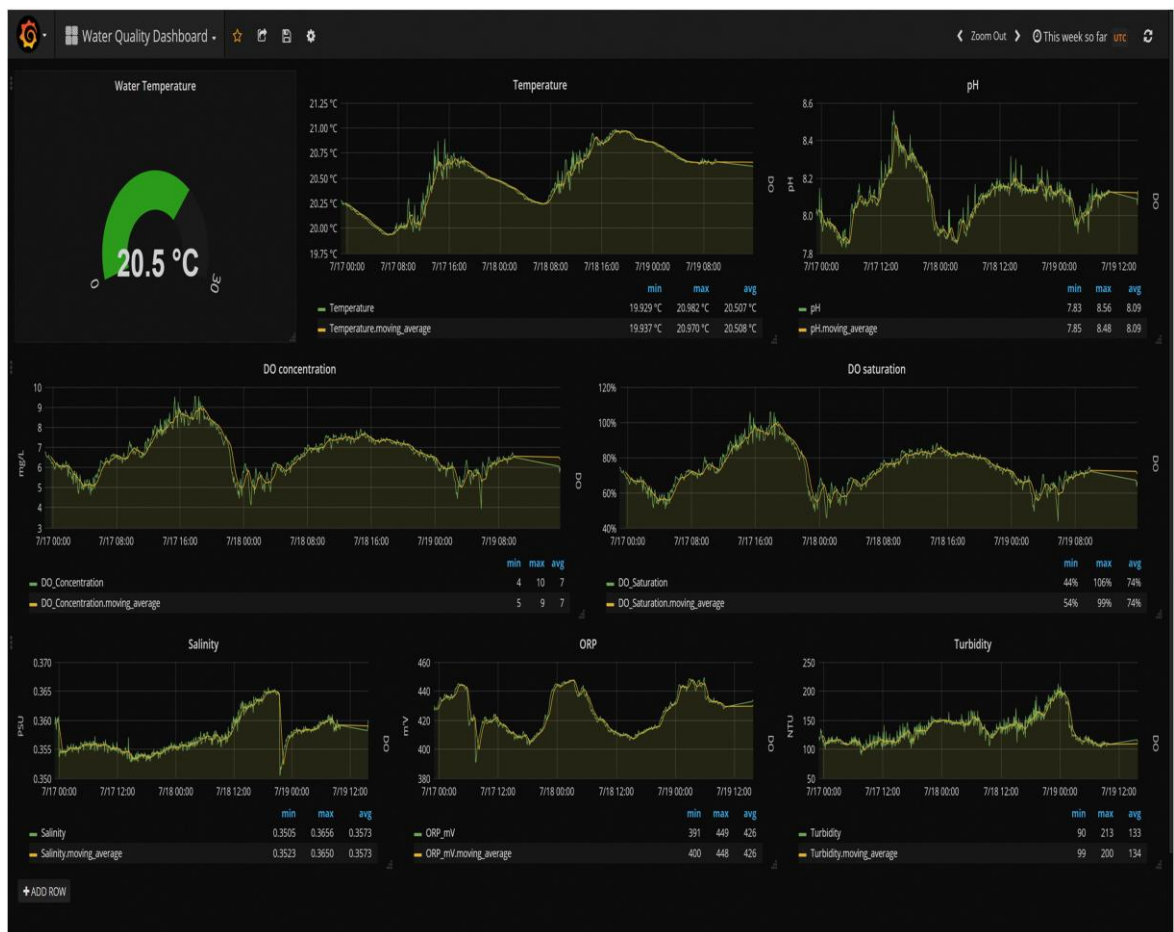 Water Quality Dashboard
Zoom Out
This week so far UTC
Water Temperature
20.5 °C
0
30
Temperature
21.25 °C
21.00 °C
20.75 °C
20.50 °C
20.25 °C
20.00 °C
19.75 °C
7/17 00:00 7/17 08:00 7/17 16:00 7/18 00:00 7/18 08:00 7/18 16:00 7/19 00:00 7/19 08:00
DO
min max avg
Temperature 19.929 °C 20.982 °C 20.507 °C
Temperature.moving_average 19.937 °C 20.970 °C 20.508 °C
pH
pH
8.6
8.4
8.2
8.0
7.8
7/17 00:00 7/17 12:00 7/18 00:00 7/18 12:00 7/19 00:00 7/19 12:00
DO
min max avg
pH 7.83 8.56 8.09
pH.moving_average 7.85 8.48 8.09
DO concentration
mg/L
10
9
8
7
6
5
4
3
7/17 00:00 7/17 08:00 7/17 16:00 7/18 00:00 7/18 08:00 7/18 16:00 7/19 00:00 7/19 08:00
DO
min max avg
DO_Concentration 4 10 7
DO_Concentration.moving_average 5 9 7
DO saturation
120%
100%
80%
60%
40%
7/17 00:00 7/17 08:00 7/17 16:00 7/18 00:00 7/18 08:00 7/18 16:00 7/19 00:00 7/19 08:00
DO
min max avg
DO_Saturation 44% 106% 74%
DO_Saturation.moving_average 54% 99% 74%
Salinity
PSU
0.370
0.365
0.360
0.355
0.350
7/17 00:00 7/17 12:00 7/18 00:00 7/18 12:00 7/19 00:00 7/19 12:00
DO
min max avg
Salinity 0.3505 0.3656 0.3573
Salinity.moving_average 0.3523 0.3650 0.3573
ORP
mV
460
440
420
400
380
7/17 00:00 7/17 12:00 7/18 00:00 7/18 12:00 7/19 00:00 7/19 12:00
DO
min max avg
ORP_mV 391 449 426
ORP_mV.moving_average 400 448 426
Turbidity
NTU
250
200
150
100
50
7/17 00:00 7/17 12:00 7/18 00:00 7/18 12:00 7/19 00:00 7/19 12:00
DO
min max avg
Turbidity 90 213 133
Turbidity.moving_average 99 200 134
+ ADD ROW